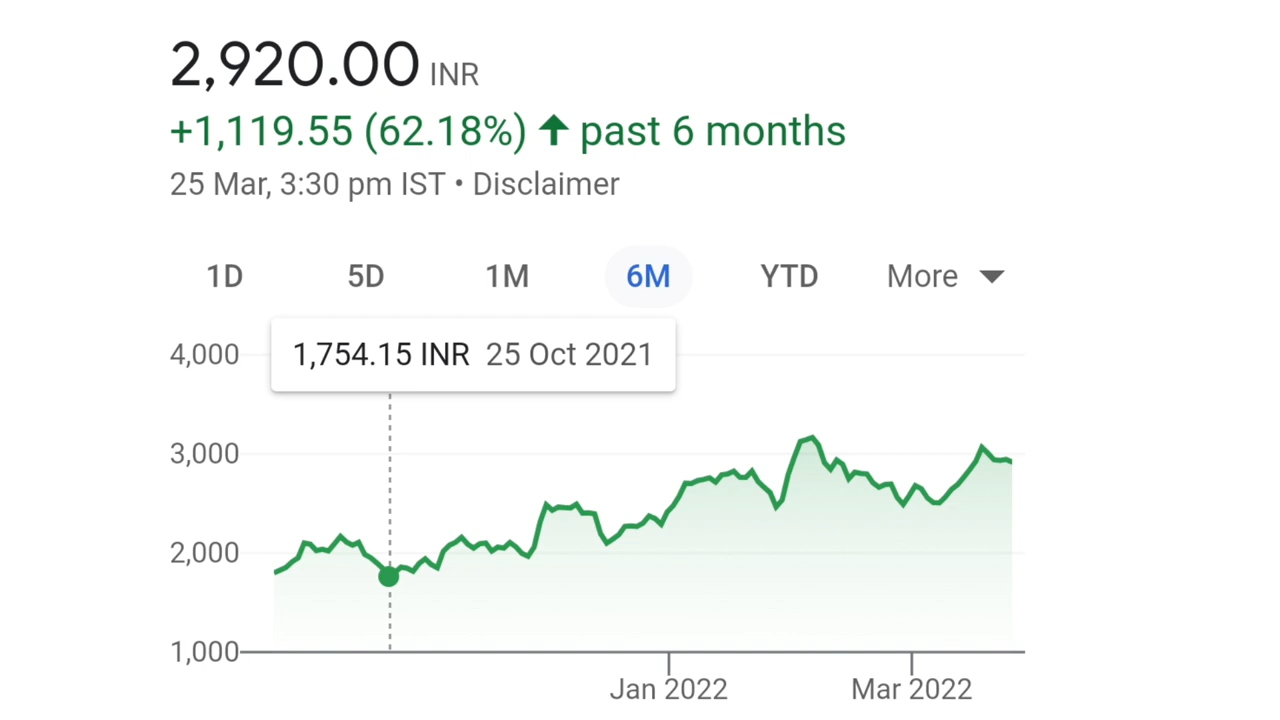 2,920.00 INR
+1,119.55 (62.18%) ↑ past 6 months
25 Mar, 3:30 pm IST • Disclaimer
1D 5D 1M 6M YTD More
1,754.15 INR 25 Oct 2021
4,000
3,000
2,000
1,000
Jan 2022 Mar 2022